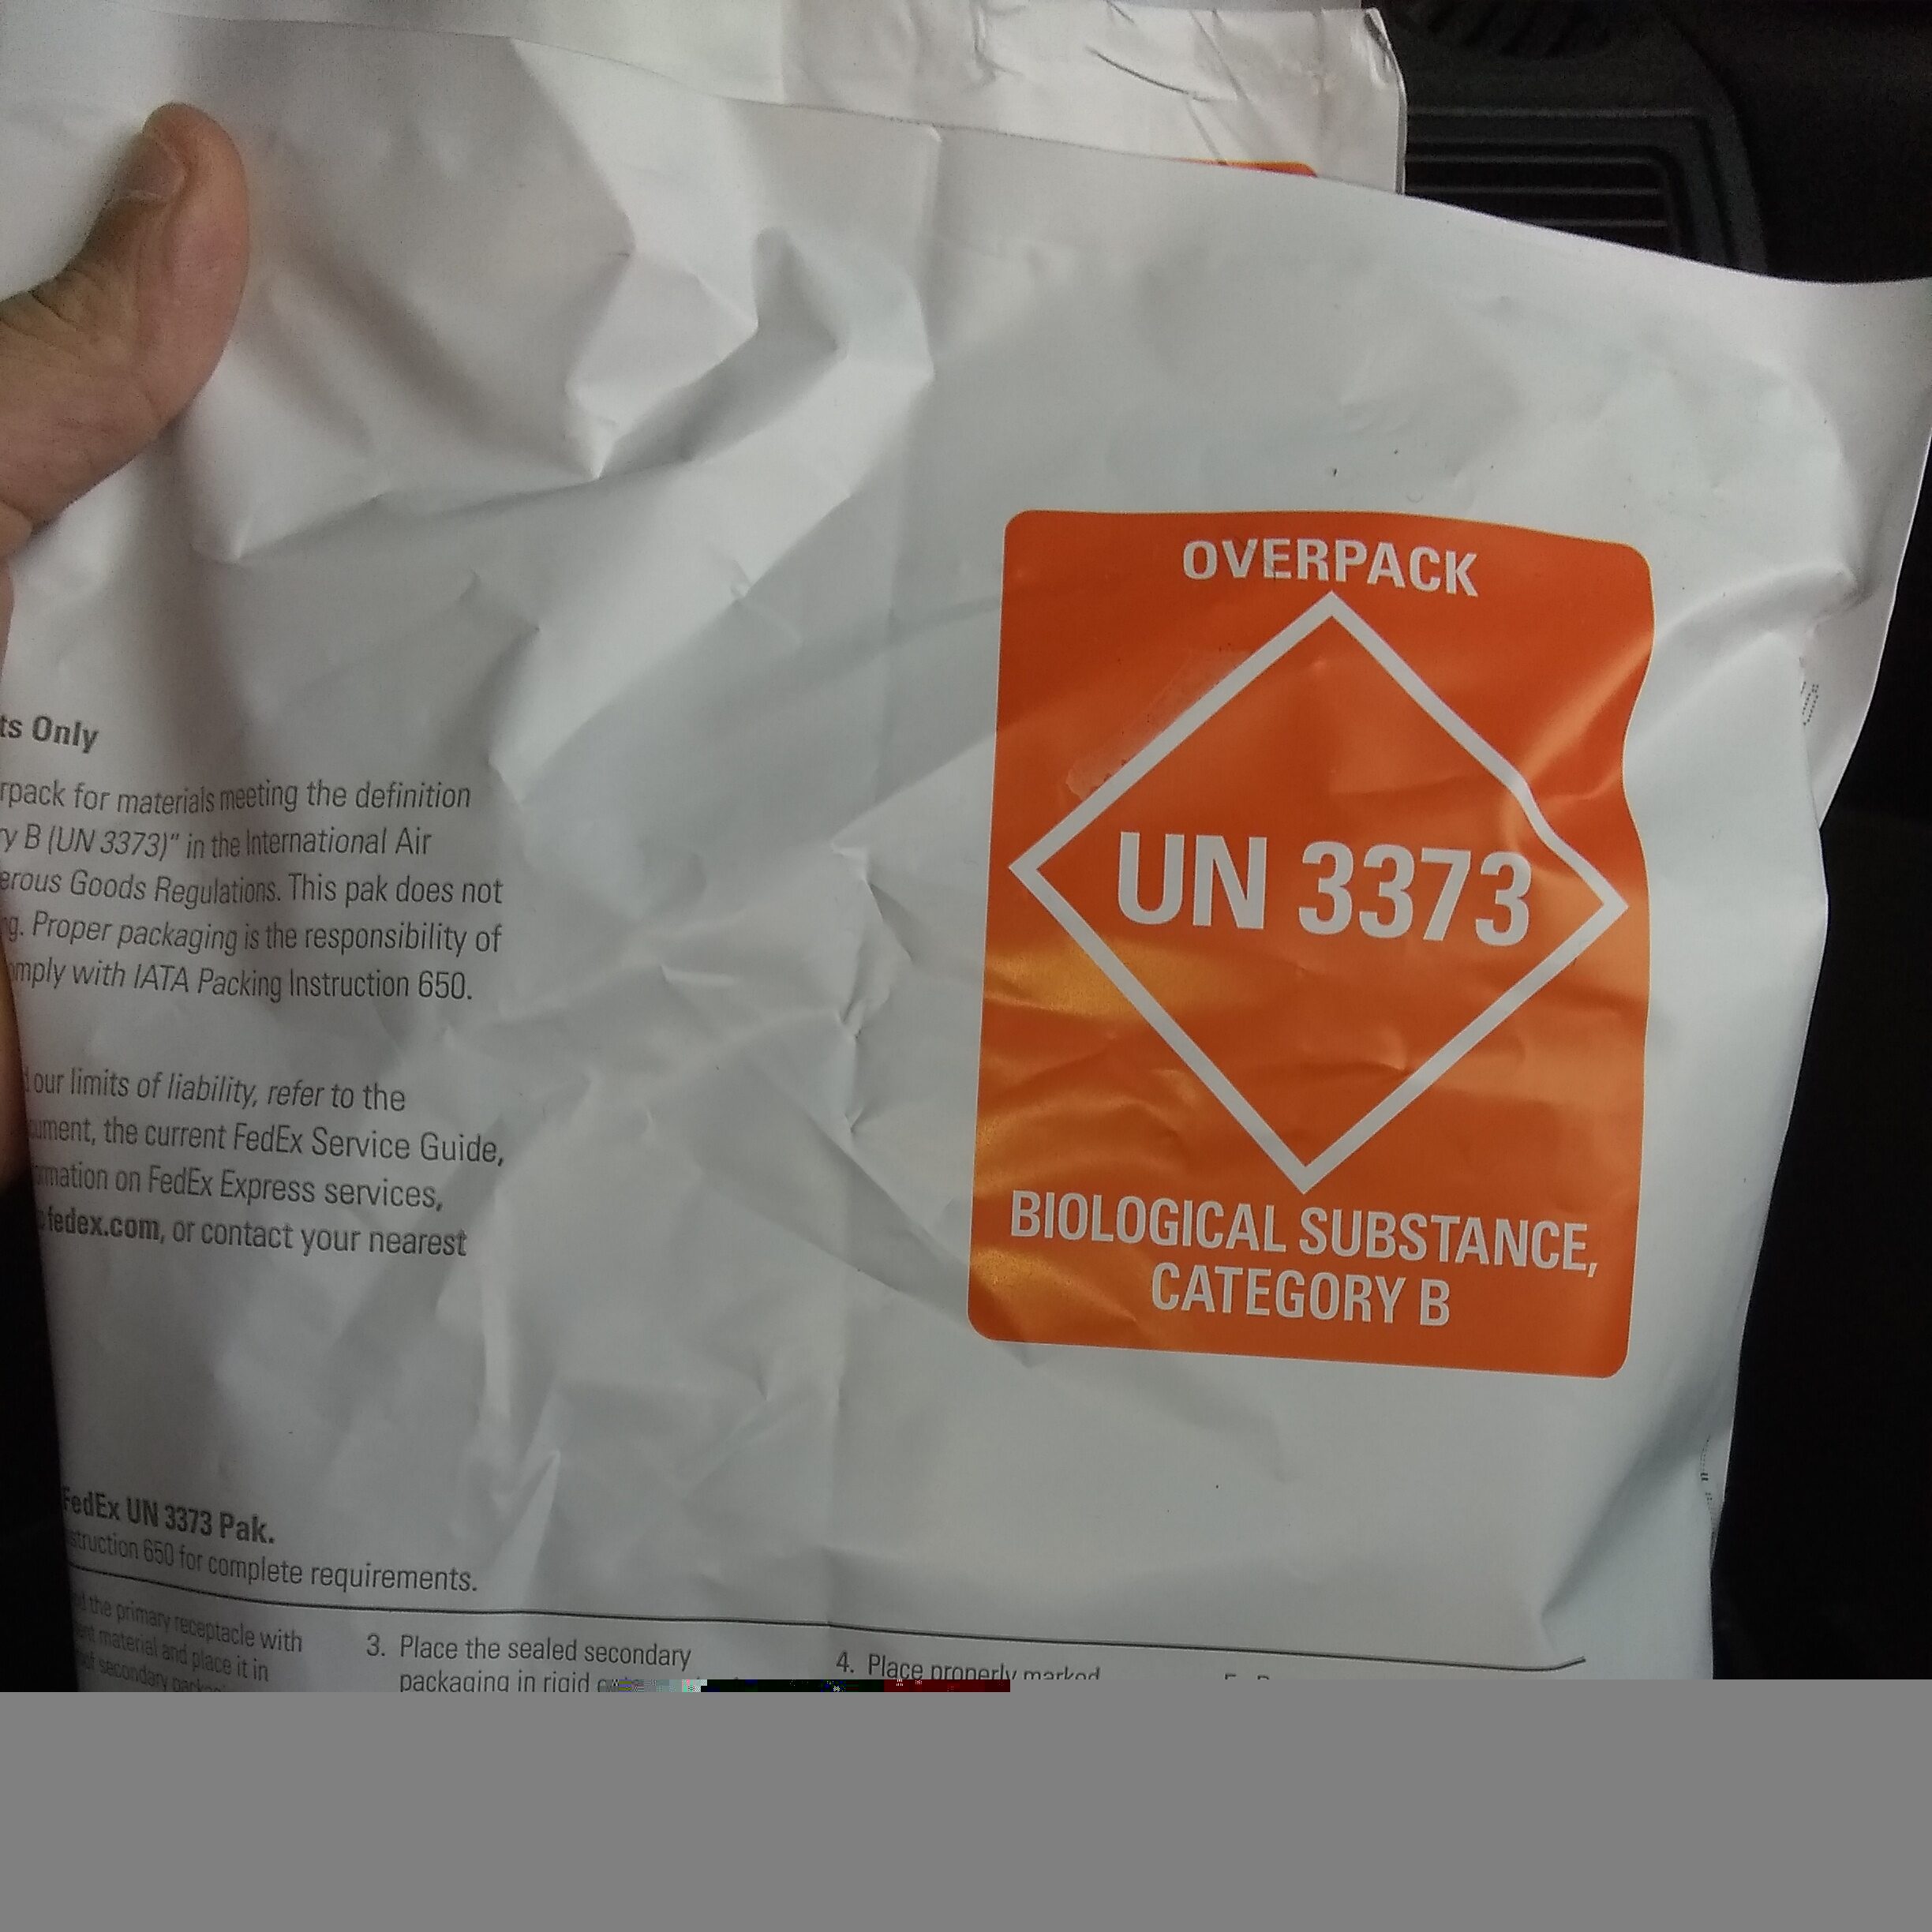 OVERPACK
UN 3373
BIOLOGICAL SUBSTANCE,
CATEGORY B
ts Only
rpack for materials meeting the definition
y B (UN 3373)" in the International Air
erous Goods Regulations. This pak does not
g. Proper packaging is the responsibility of
omply with IATA Packing Instruction 650.
our limits of liability, refer to the
cument, the current FedEx Service Guide,
rmation on FedEx Express services,
fedex.com, or contact your nearest
FedEx UN 3373 Pak.
struction 650 for complete requirements.
the primary receptacle with
material and place it in
secondary
3. Place the sealed secondary
packaging in rigid
4. Place properly marked